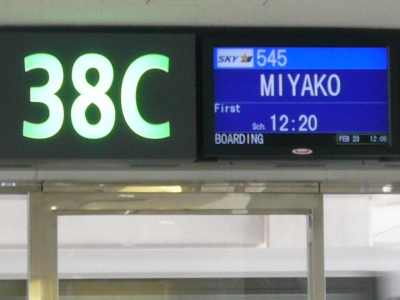 38C
SKY 545
MIYAKO
First
Sch. 12:20
BOARDING FEB 23 12:06